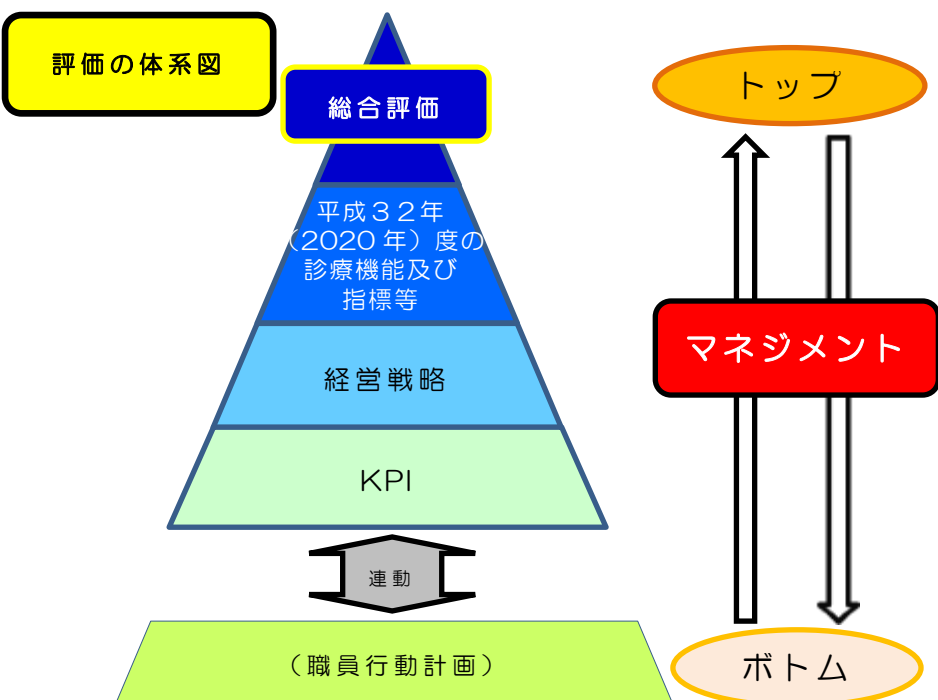 評価の体系図
総合評価
平成３２年
（2020 年）度の
診療機能及び
指標等
経営戦略
KPI
連動
（職員行動計画）
トップ
マネジメント
ボトム